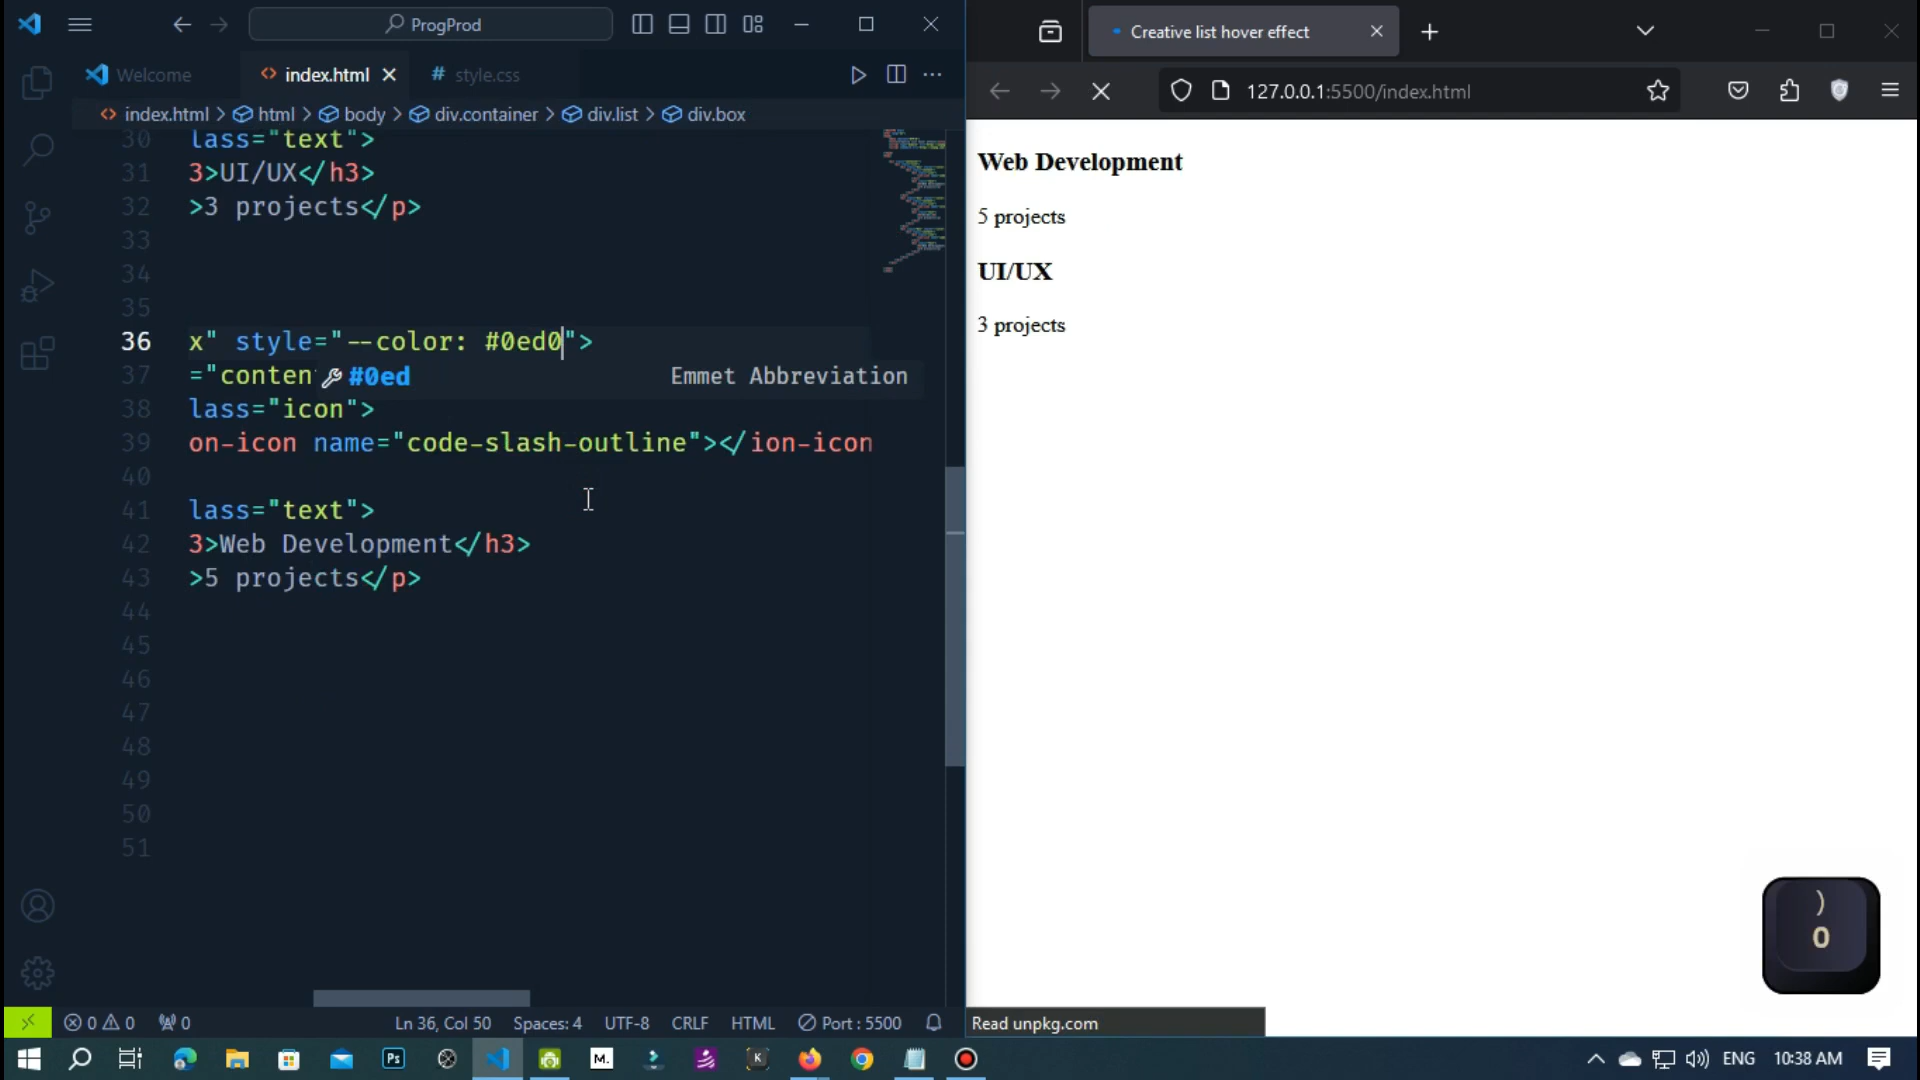 ProgProd
Welcome
index.html
style.css
index.html > html > body > div.container > div.list > div.box
30 lass="text">
31 3>UI/UX</h3>
32 >3 projects</p>
33
34
35
36 x" style="--color: #0ed0">
37 ="conten
#0ed Emmet Abbreviation
38 lass="icon">
39 on-icon name="code-slash-outline"></ion-icon
40
41 lass="text">
42 3>Web Development</h3>
43 >5 projects</p>
44
45
46
47
48
49
50
51
0 0 0 Ln 36, Col 50 Spaces: 4 UTF-8 CRLF HTML Port : 5500
Creative list hover effect
127.0.0.1:5500/index.html
Web Development
5 projects
UI/UX
3 projects
)
0
Read unpkg.com
Ps M. K ENG 10:38 AM